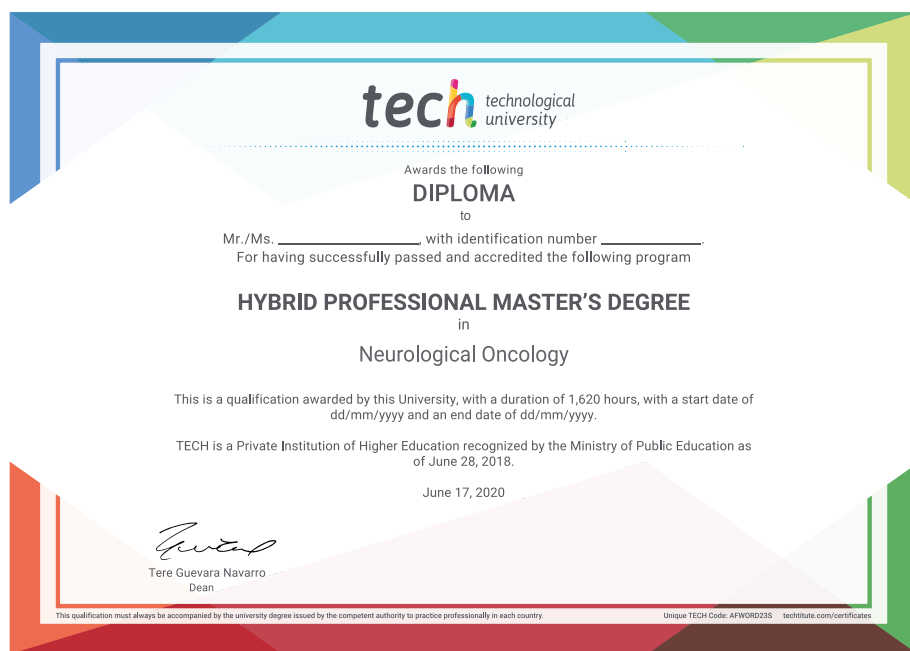 tech technological
university
Awards the following
DIPLOMA
to
Mr./Ms. ____________________, with identification number ______________.
For having successfully passed and accredited the following program
HYBRID PROFESSIONAL MASTER'S DEGREE
in
Neurological Oncology
This is a qualification awarded by this University, with a duration of 1,620 hours, with a start date of
dd/mm/yyyy and an end date of dd/mm/yyyy.
TECH is a Private Institution of Higher Education recognized by the Ministry of Public Education as
of June 28, 2018.
June 17, 2020
Tere Guevara Navarro
Dean
This qualification must always be accompanied by the university degree issued by the competent authority to practice professionally in each country.
Unique TECH Code: AFWORD23S techtitute.com/certificates